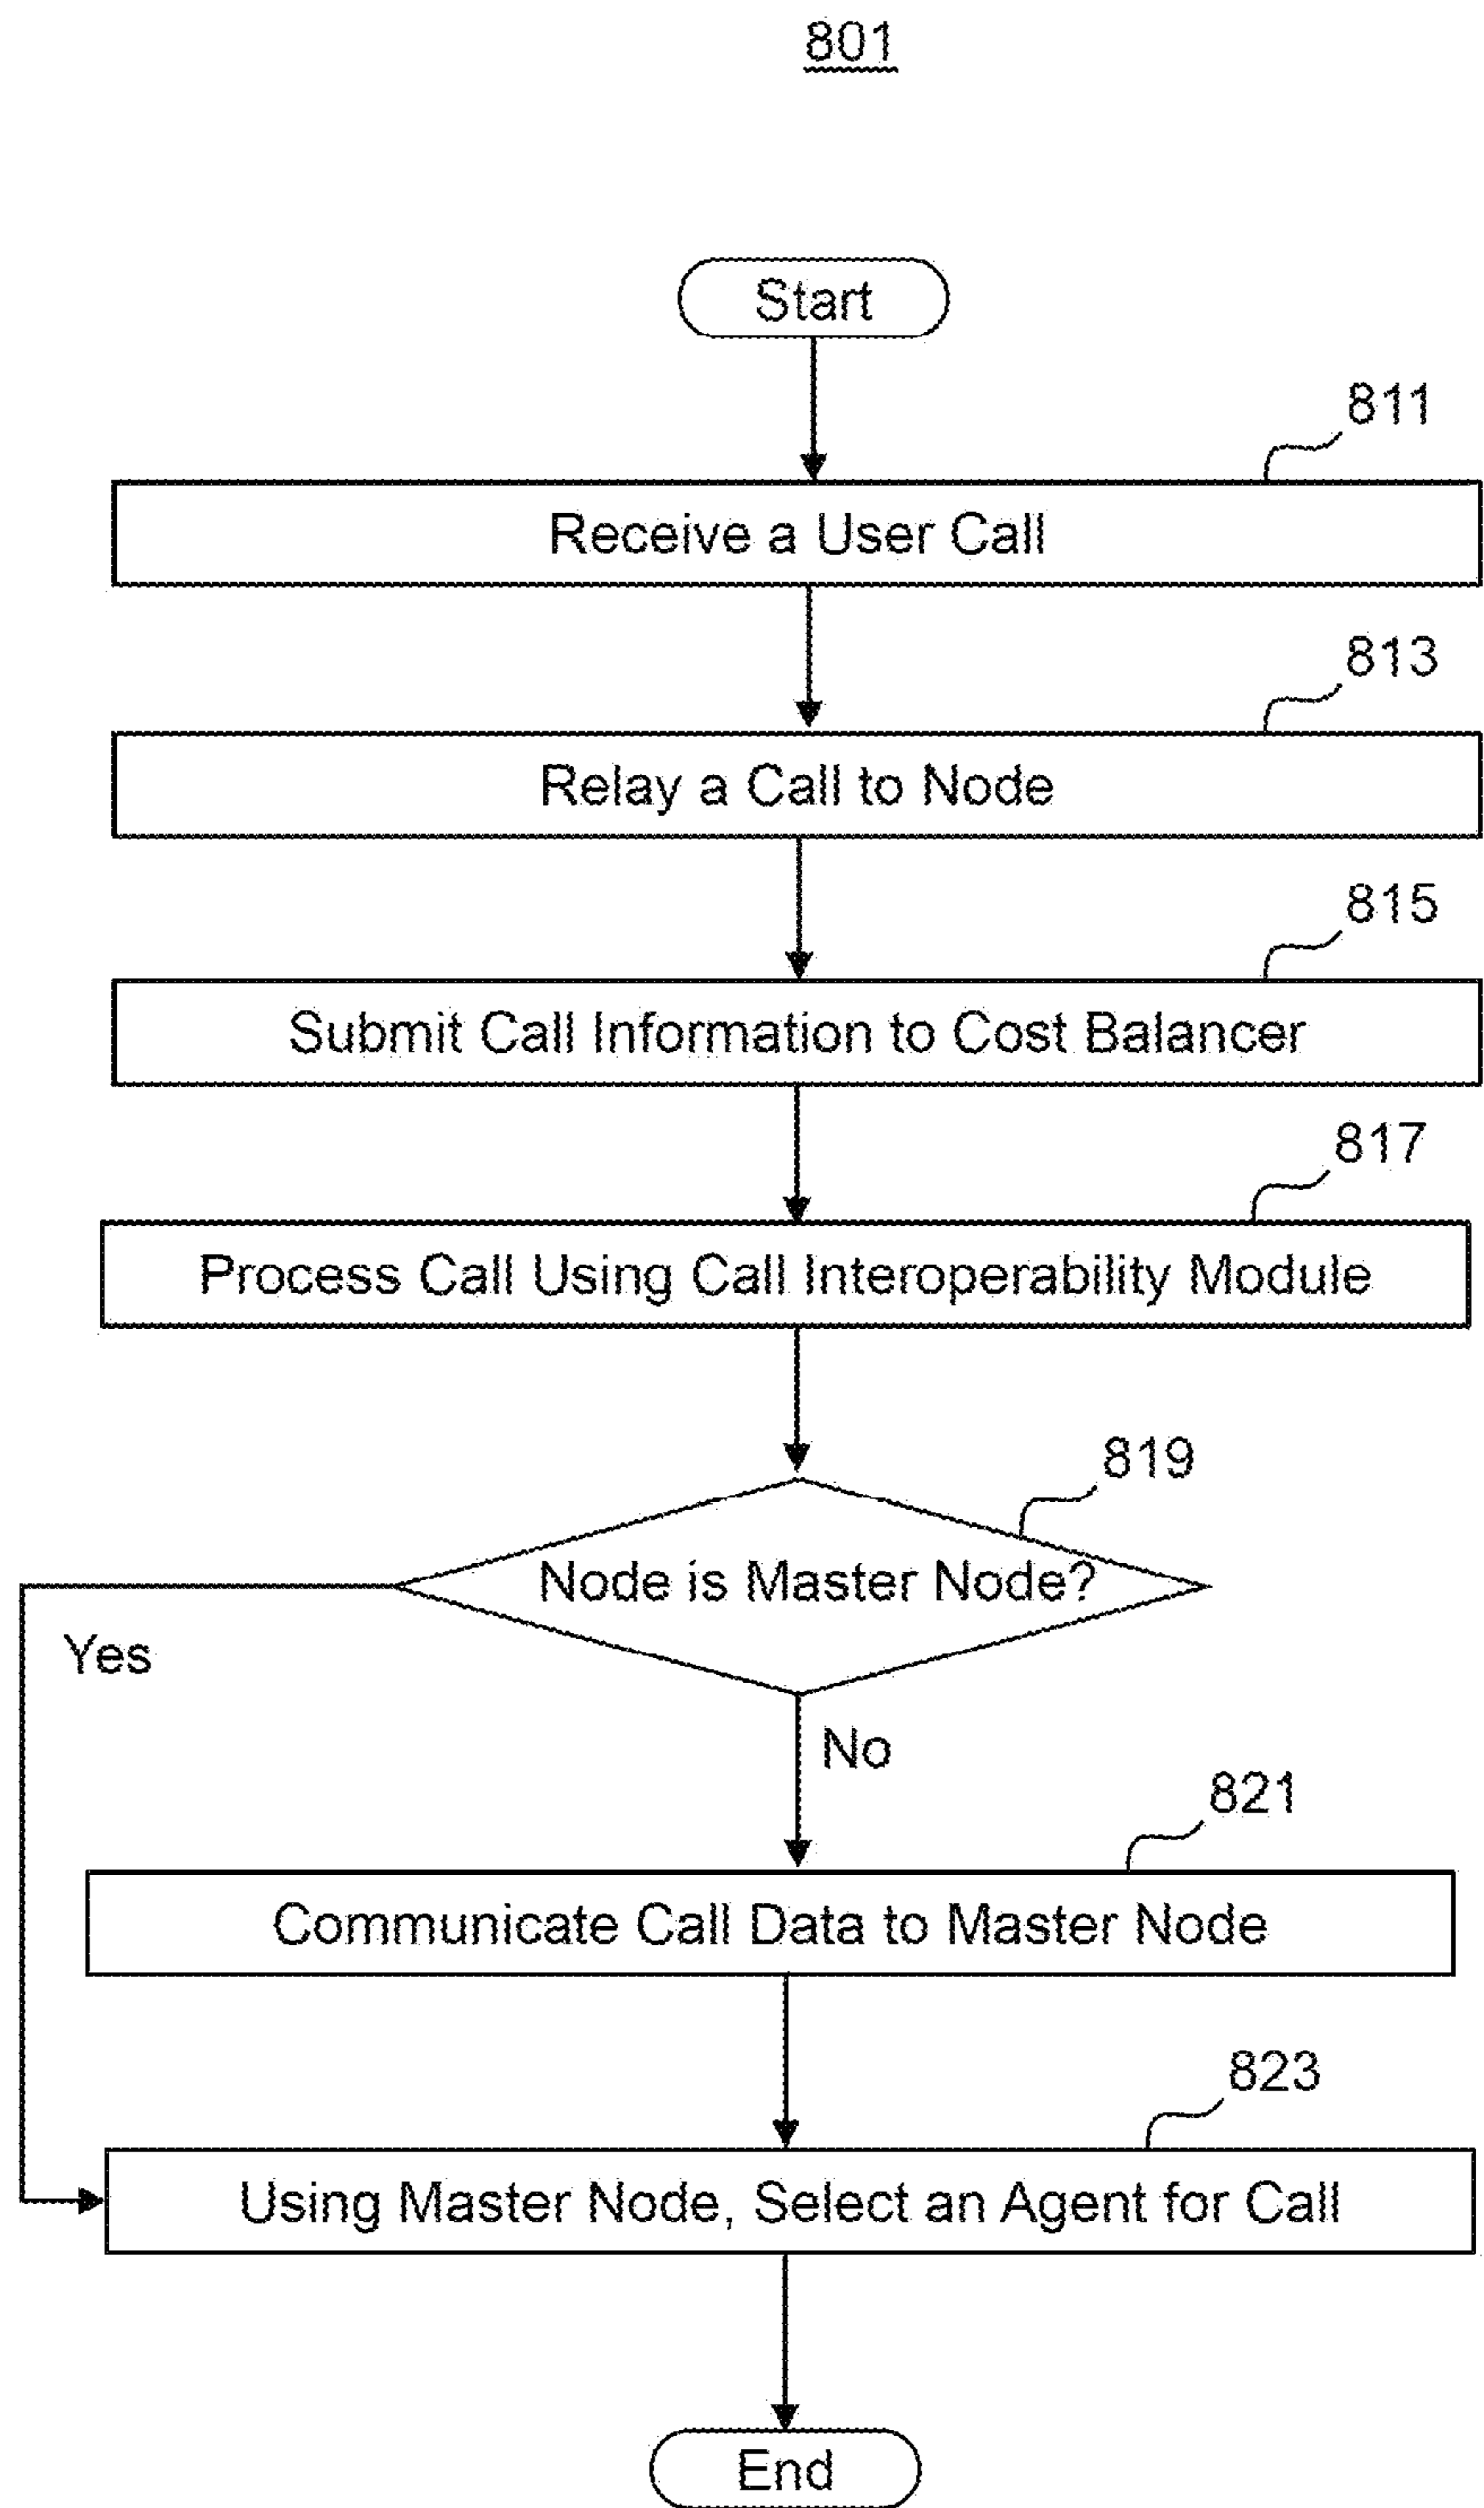 801
Start
811
Receive a User Call
813
Relay a Call to Node
815
Submit Call Information to Cost Balancer
817
Process Call Using Call Interoperability Module
819
Node is Master Node?
Yes
No
821
Communicate Call Data to Master Node
823
Using Master Node, Select an Agent for Call
End